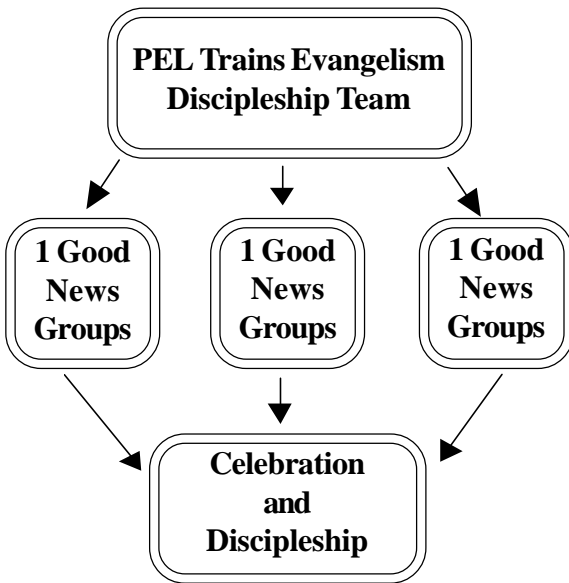 PEL Trains Evangelism
Discipleship Team
1 Good
News
Groups
1 Good
News
Groups
1 Good
News
Groups
Celebration
and
Discipleship